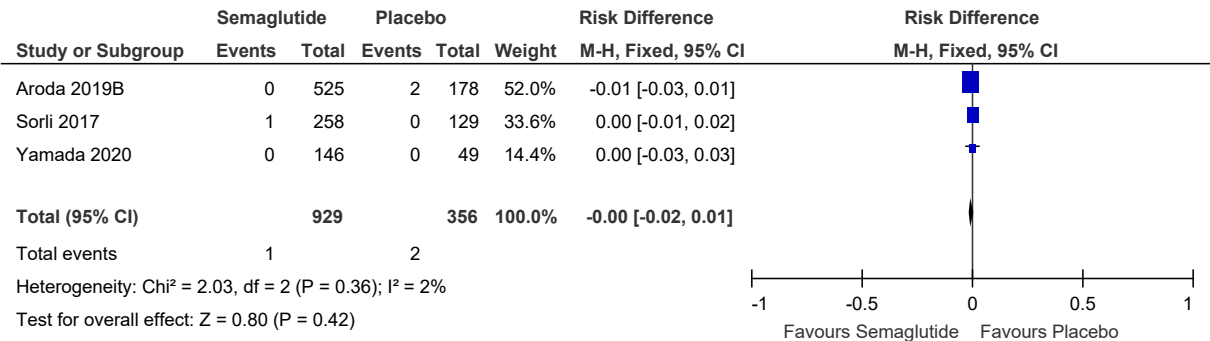 Semaglutide Placebo Risk Difference Risk Difference
Study or Subgroup Events Total Events Total Weight M-H, Fixed, 95% CI M-H, Fixed, 95% CI
Aroda 2019B 0 525 2 178 52.0% -0.01 [-0.03, 0.01]
Sorli 2017 1 258 0 129 33.6% 0.00 [-0.01, 0.02]
Yamada 2020 0 146 0 49 14.4% 0.00 [-0.03, 0.03]
Total (95% CI) 929 356 100.0% -0.00 [-0.02, 0.01]
Total events 1 2
Heterogeneity: Chi² = 2.03, df = 2 (P = 0.36); I² = 2%
Test for overall effect: Z = 0.80 (P = 0.42)
-1 -0.5 0 0.5 1
Favours Semaglutide Favours Placebo